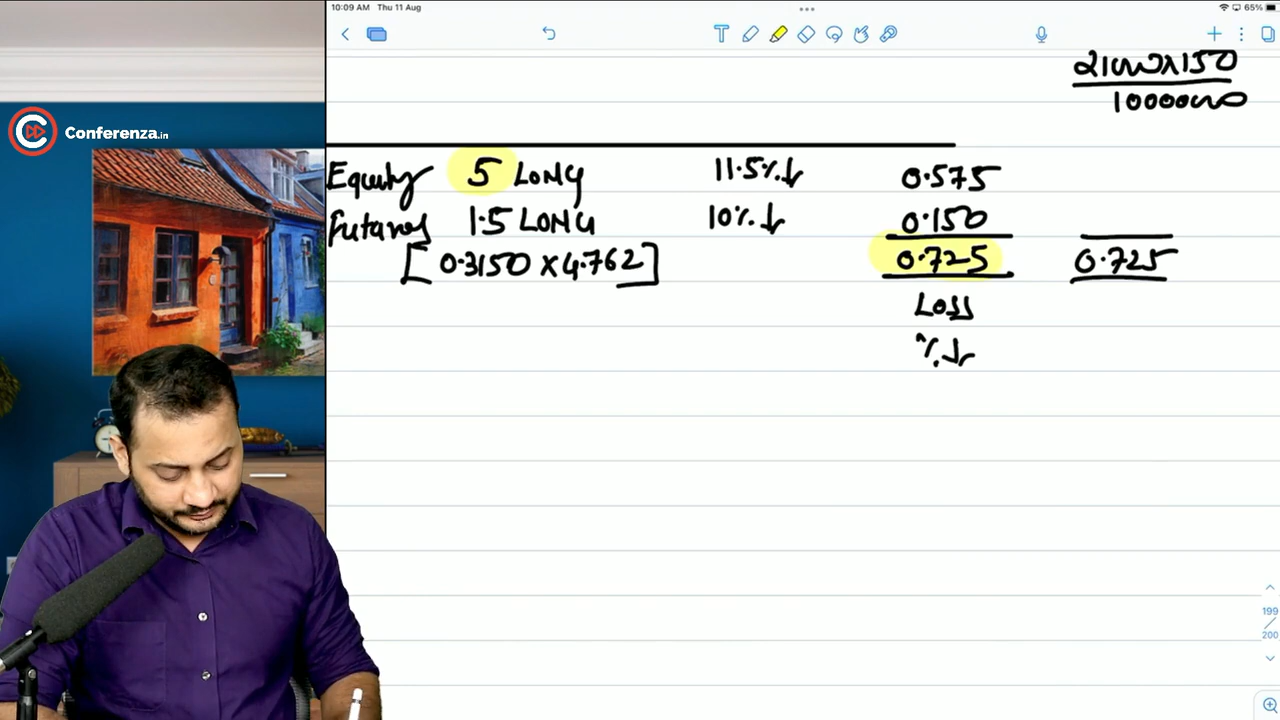 10:09 AM Thu 11 Aug
65%
21000X150
10000000
Conferenza.in
Equity 5 LONG 11.5%↓ 0.575
Futures 1.5 LONG 10%↓ 0.150
[0.3150 X 4.762] 0.725 0.725
Loss
%↓
199
200